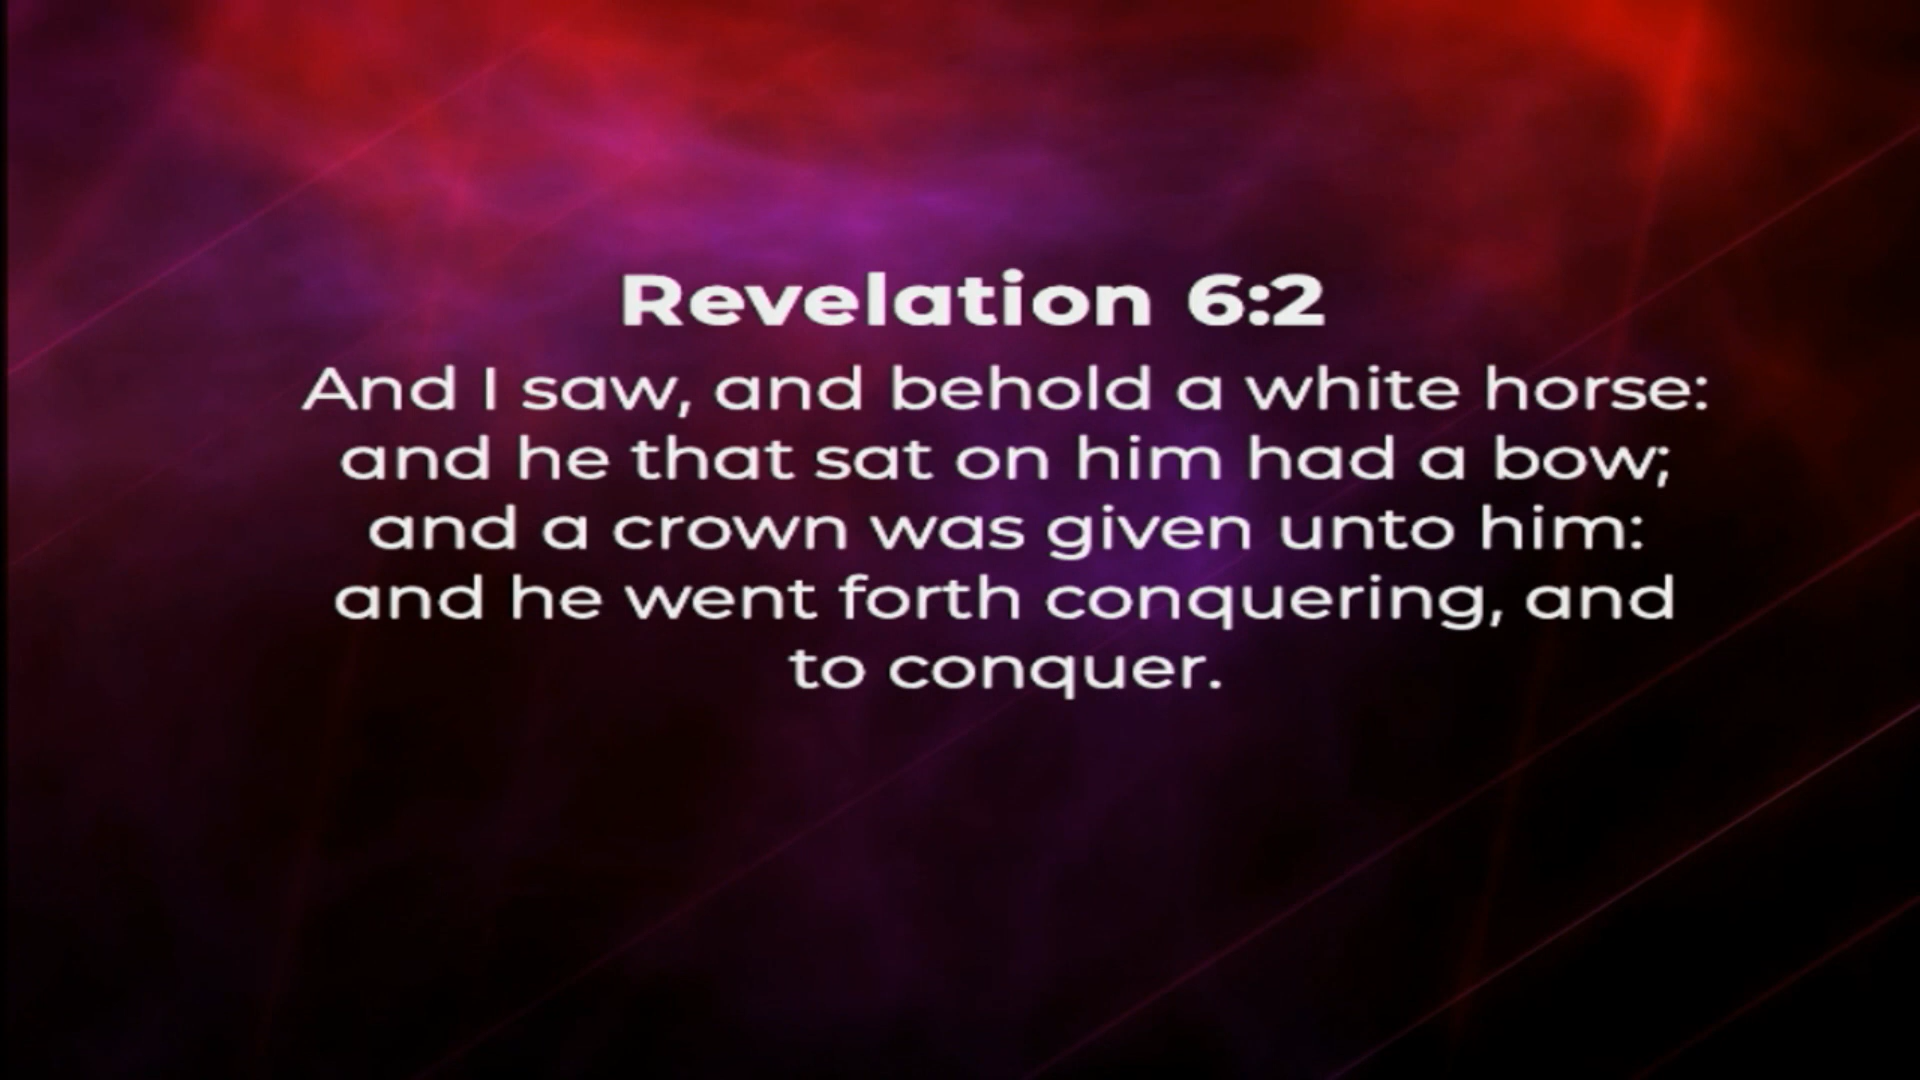 Revelation 6:2
And I saw, and behold a white horse:
and he that sat on him had a bow;
and a crown was given unto him:
and he went forth conquering, and
to conquer.